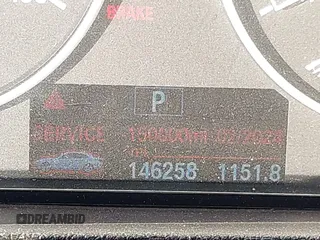 BRAKE
P
SERVICE 150000mi 02/2024
146258 1151.8
DREAMBID